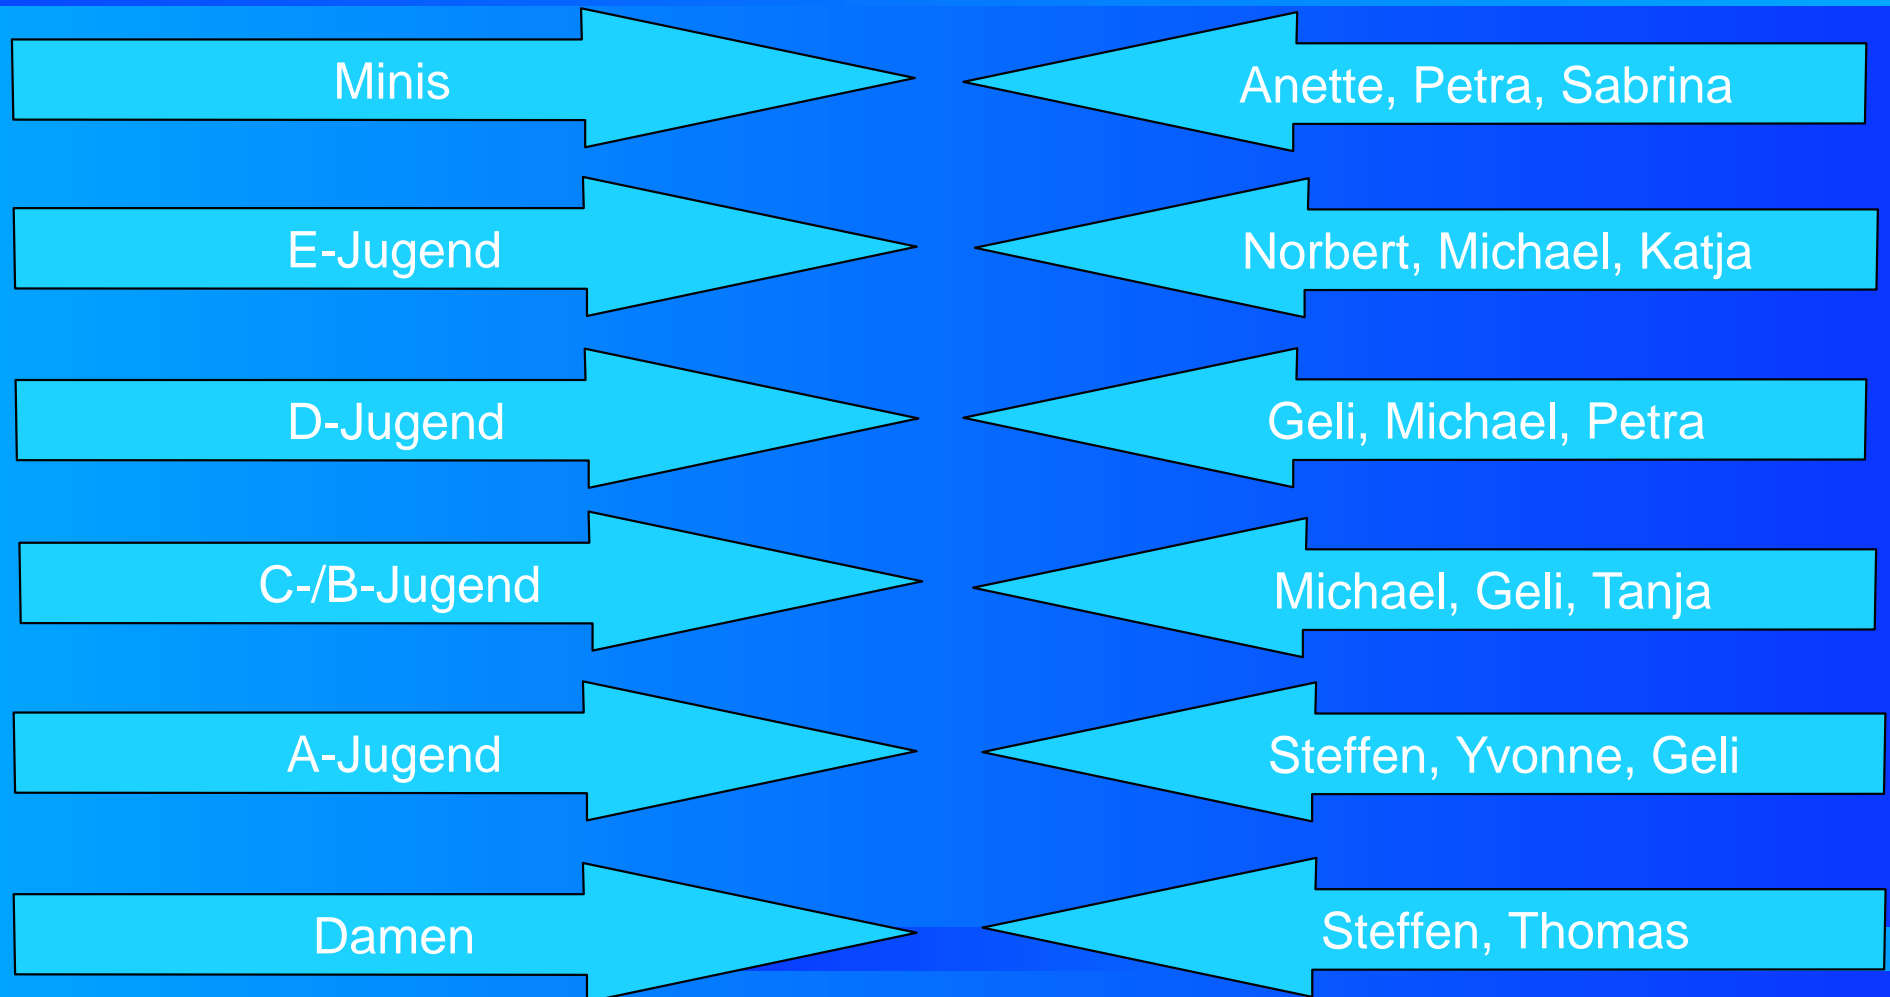 Minis
Anette, Petra, Sabrina
E-Jugend
Norbert, Michael, Katja
D-Jugend
Geli, Michael, Petra
C-/B-Jugend
Michael, Geli, Tanja
A-Jugend
Steffen, Yvonne, Geli
Damen
Steffen, Thomas